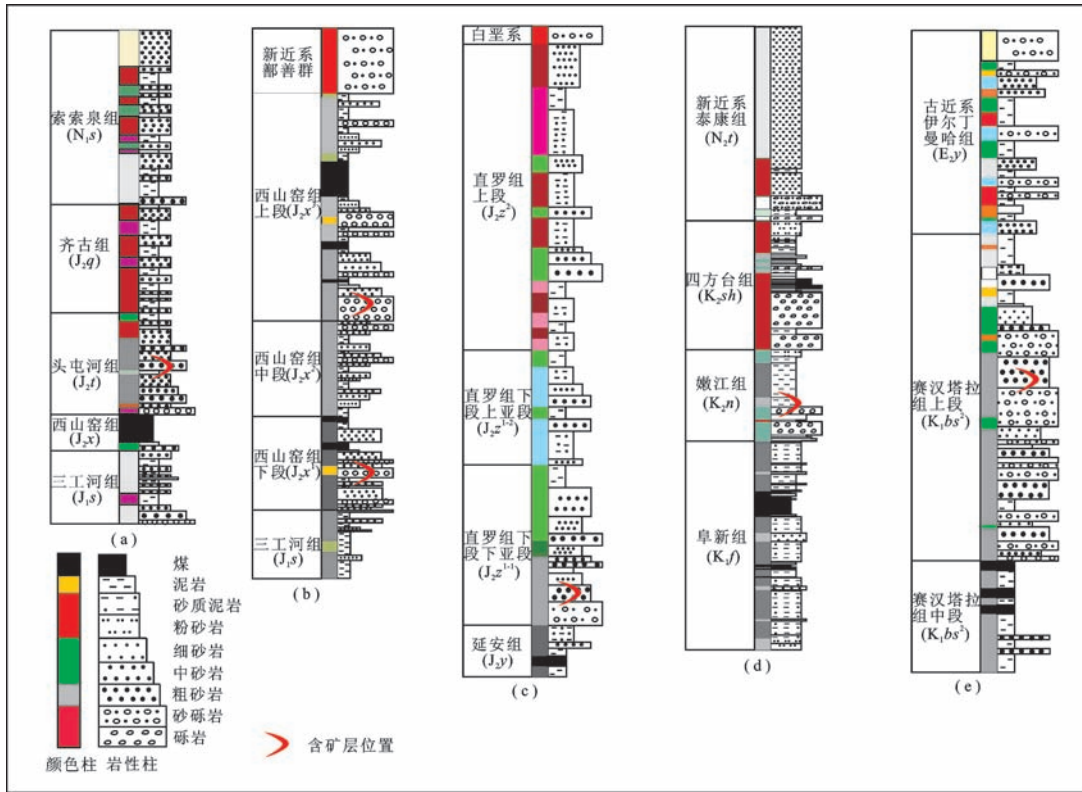 索索泉组
(N₁s)
齐古组
(J₂q)
头屯河组
(J₂t)
西山窑组
(J₂x)
三工河组
(J₁s)
(a)
新近系
鄯善群
西山窑组
上段(J₂x³)
西山窑组
中段(J₂x²)
西山窑组
下段(J₂x¹)
三工河组
(J₁s)
(b)
白垩系
直罗组
上段
(J₂z²)
直罗组下
段上亚段
(J₂z¹⁻²)
直罗组下
段下亚段
(J₂z¹⁻¹)
延安组
(J₂y)
(c)
新近系
泰康组
(N₂t)
四方台组
(K₂sh)
嫩江组
(K₂n)
阜新组
(K₁f)
(d)
古近系
伊尔丁
曼哈组
(E₂y)
赛汉塔拉
组上段
(K₁bs²)
赛汉塔拉
组中段
(K₁bs²)
(e)
煤
泥岩
砂质泥岩
粉砂岩
细砂岩
中砂岩
粗砂岩
砂砾岩
砾岩
颜色柱 岩性柱
含矿层位置